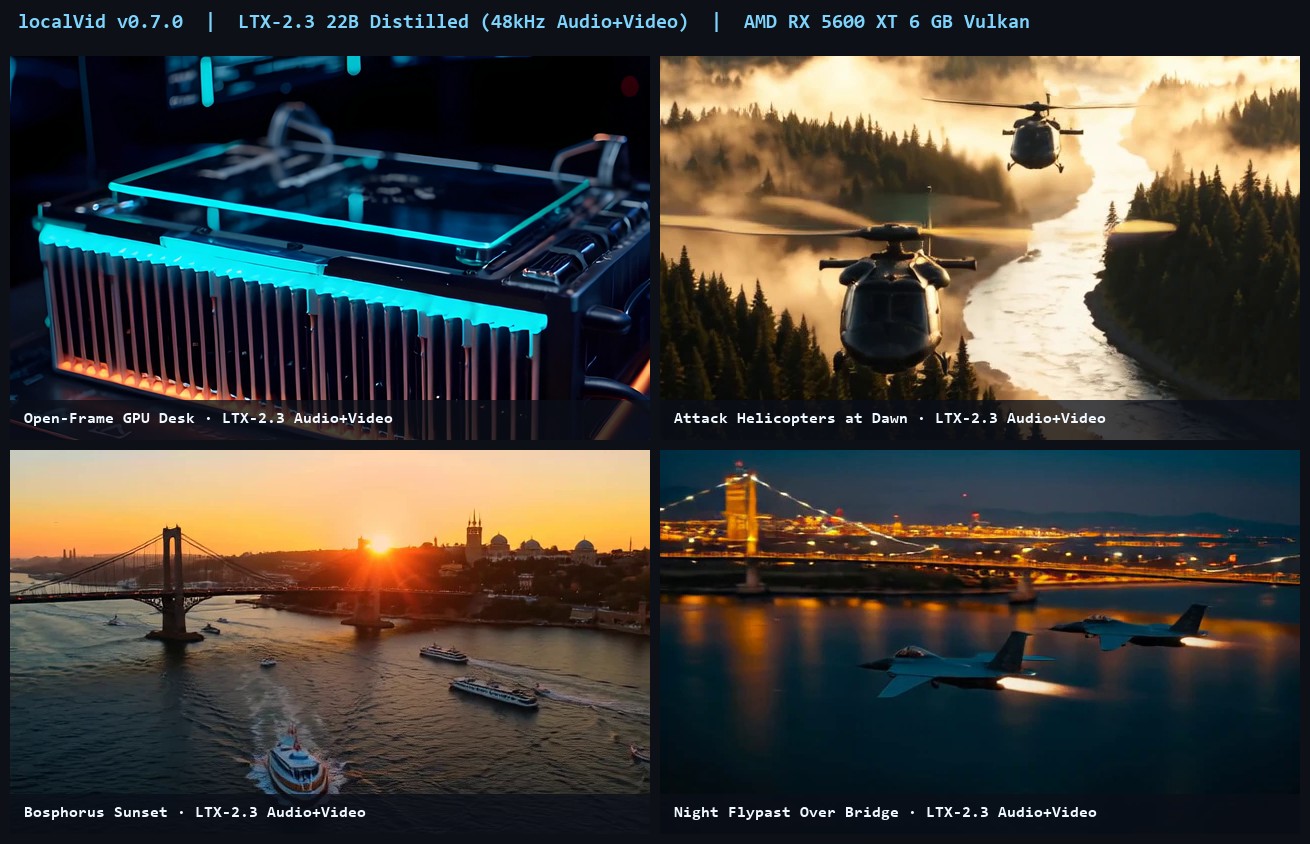 localVid v0.7.0 | LTX-2.3 22B Distilled (48kHz Audio+Video) | AMD RX 5600 XT 6 GB Vulkan
Open-Frame GPU Desk · LTX-2.3 Audio+Video
Attack Helicopters at Dawn · LTX-2.3 Audio+Video
Bosphorus Sunset · LTX-2.3 Audio+Video
Night Flypast Over Bridge · LTX-2.3 Audio+Video